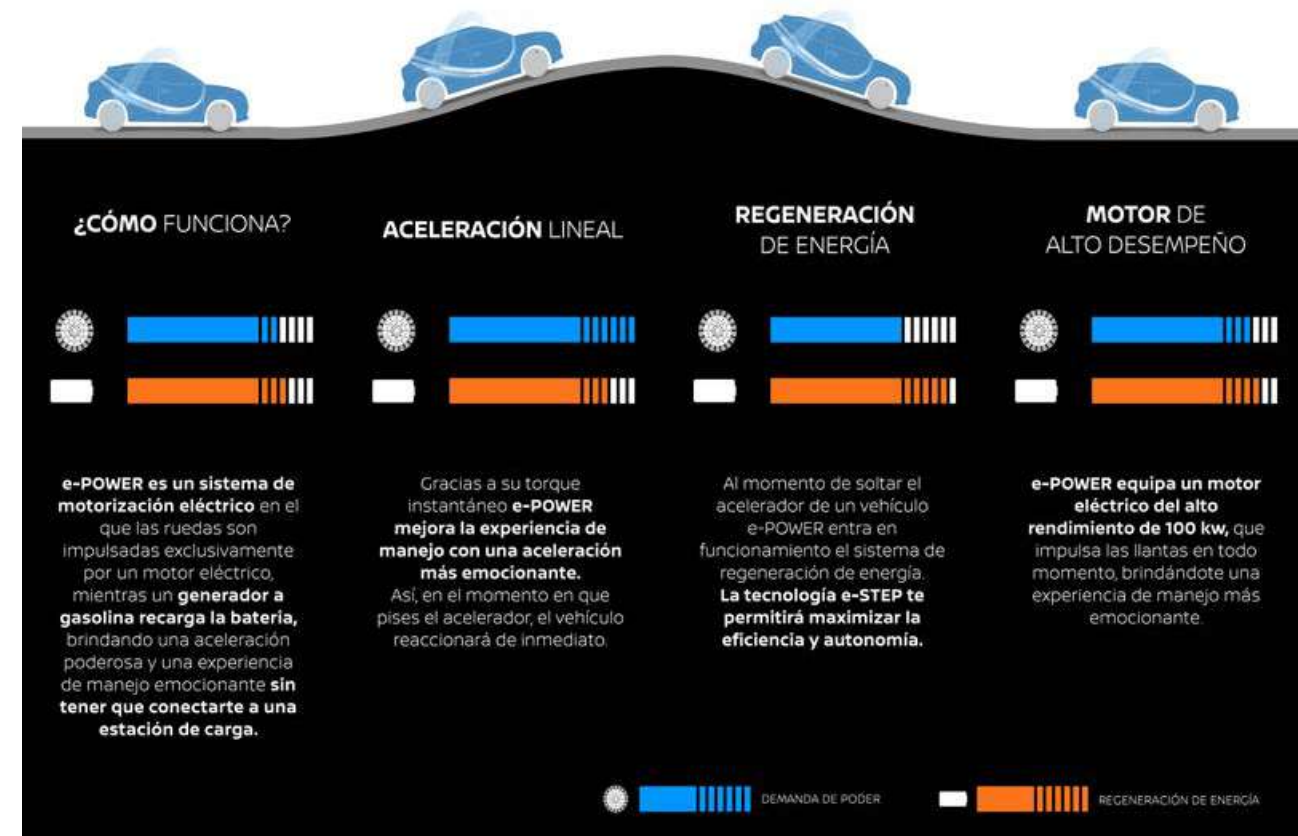 ¿CÓMO FUNCIONA?
e-POWER es un sistema de
motorización eléctrico en el
que las ruedas son
impulsadas exclusivamente
por un motor eléctrico,
mientras un generador a
gasolina recarga la bateria,
brindando una aceleración
poderosa y una experiencia
de manejo emocionante sin
tener que conectarte a una
estación de carga.
ACELERACIÓN LINEAL
Gracias a su torque
instantáneo e-POWER
mejora la experiencia de
manejo con una aceleración
más emocionante.
Así, en el momento en que
pises el acelerador, el vehículo
reaccionará de inmediato.
REGENERACIÓN
DE ENERGÍA
Al momento de soltar el
acelerador de un vehículo
e-POWER entra en
funcionamiento el sistema de
regeneración de energía.
La tecnología e-STEP te
permitirá maximizar la
eficiencia y autonomía.
MOTOR DE
ALTO DESEMPEÑO
e-POWER equipa un motor
eléctrico del alto
rendimiento de 100 kw, que
impulsa las llantas en todo
momento, brindándote una
experiencia de manejo más
emocionante.
DEMANDA DE PODER
REGENERACIÓN DE ENERGÍA